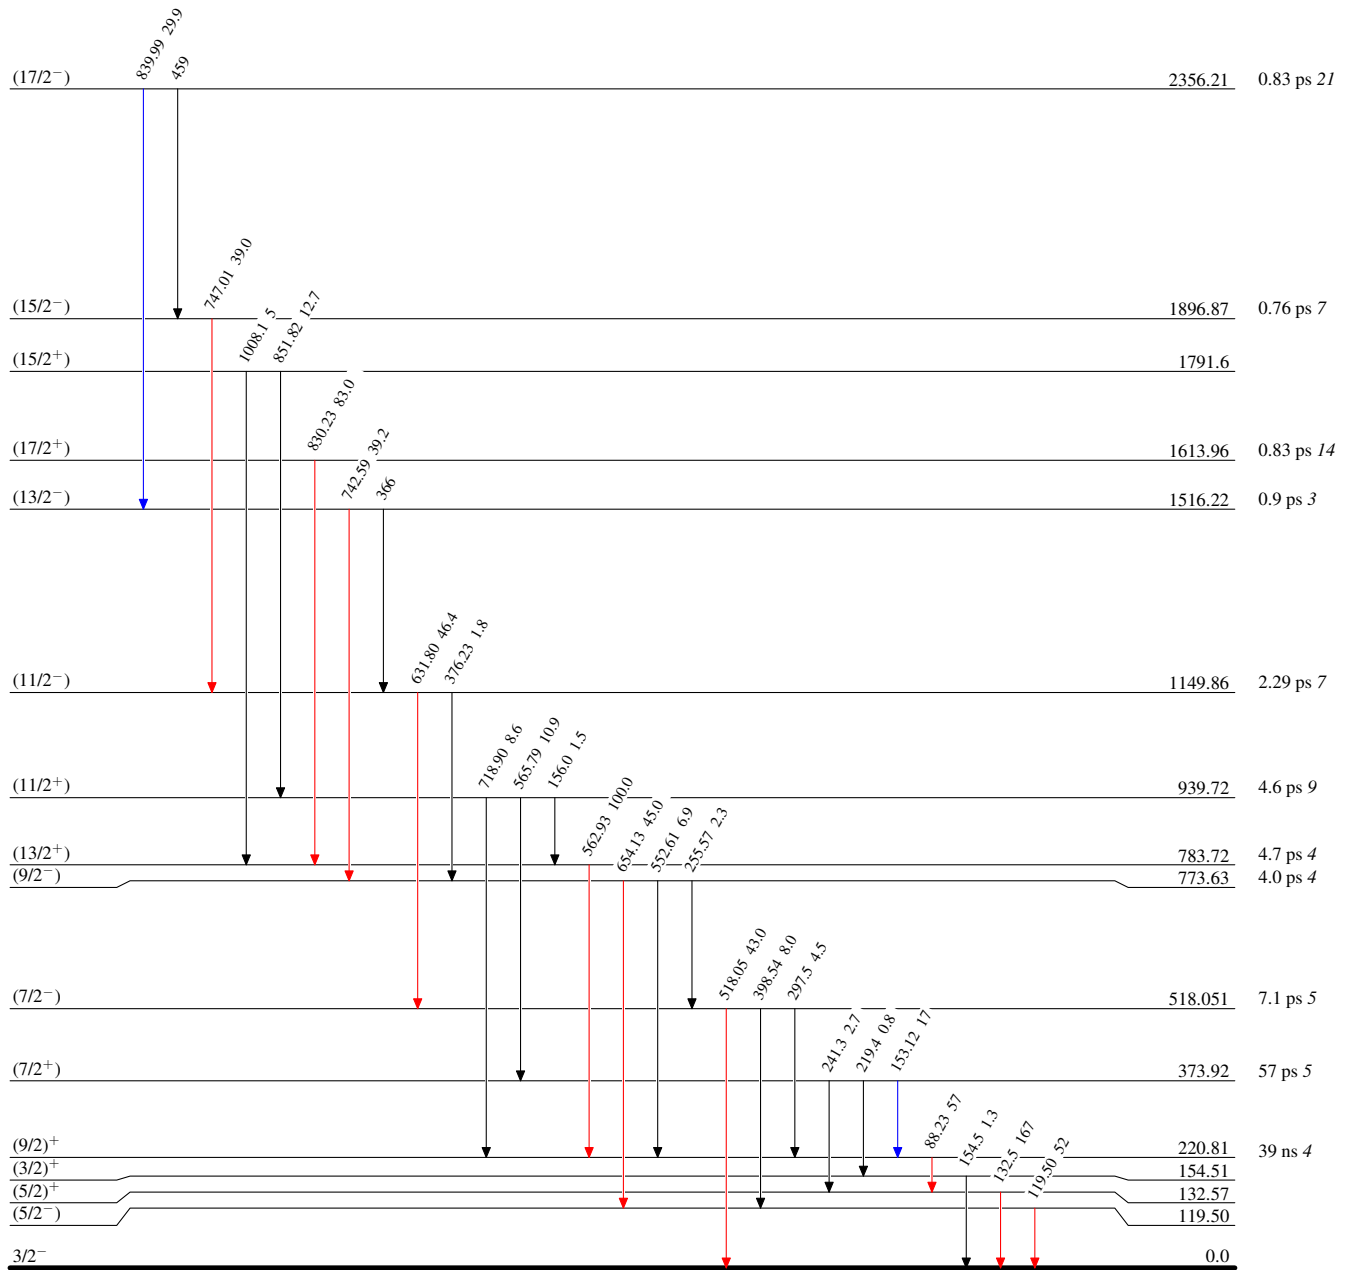 839.99 29.9
459
(17/2−) 2356.21 0.83 ps 21
747.01 39.0
(15/2−) 1896.87 0.76 ps 7
1008.1 5
851.82 12.7
(15/2+) 1791.6
830.23 83.0
(17/2+) 1613.96 0.83 ps 14
742.59 39.2
366
(13/2−) 1516.22 0.9 ps 3
631.80 46.4
376.23 1.8
(11/2−) 1149.86 2.29 ps 7
718.90 8.6
565.79 10.9
156.0 1.5
(11/2+) 939.72 4.6 ps 9
562.93 100.0
(13/2+) 783.72 4.7 ps 4
654.13 45.0
552.61 6.9
255.57 2.3
(9/2−) 773.63 4.0 ps 4
518.05 43.0
398.54 8.0
297.5 4.5
(7/2−) 518.051 7.1 ps 5
241.3 2.7
219.4 0.8
153.12 17
(7/2+) 373.92 57 ps 5
88.23 57
(9/2)+ 220.81 39 ns 4
154.5 1.3
(3/2)+ 154.51
132.5 167
(5/2)+ 132.57
119.50 52
(5/2−) 119.50
3/2− 0.0